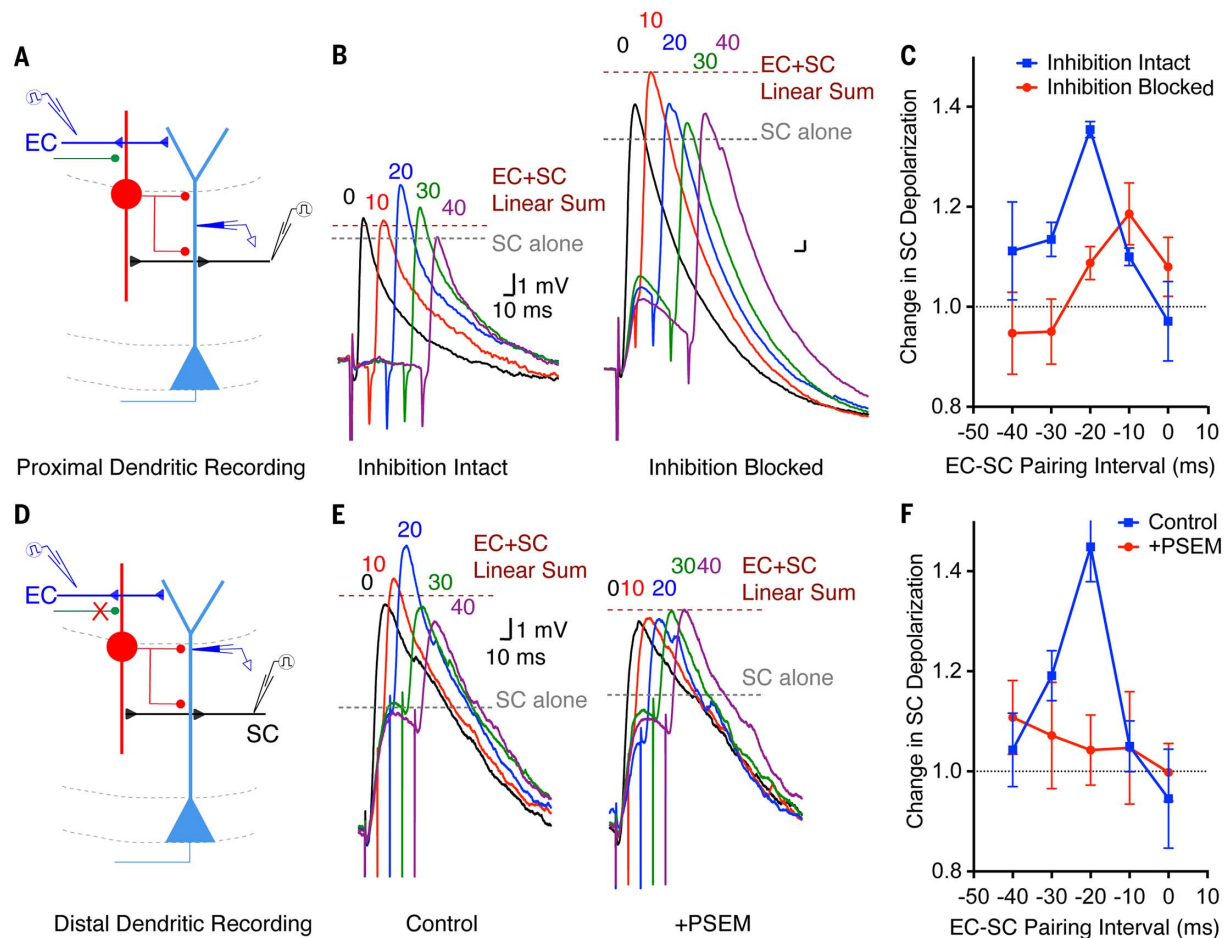 A
EC
Proximal Dendritic Recording
B
0
10
20
30
40
EC+SC
Linear Sum
SC alone
1 mV
10 ms
Inhibition Intact
0
10
20
30
40
EC+SC
Linear Sum
SC alone
Inhibition Blocked
C
Inhibition Intact
Inhibition Blocked
Change in SC Depolarization
1.4
1.2
1.0
0.8
-50 -40 -30 -20 -10 0 10
EC-SC Pairing Interval (ms)
D
EC
SC
Distal Dendritic Recording
E
0
10
20
30
40
EC+SC
Linear Sum
SC alone
1 mV
10 ms
Control
0 10 20 30 40
EC+SC
Linear Sum
SC alone
+PSEM
F
Control
+PSEM
Change in SC Depolarization
1.4
1.2
1.0
0.8
-50 -40 -30 -20 -10 0 10
EC-SC Pairing Interval (ms)